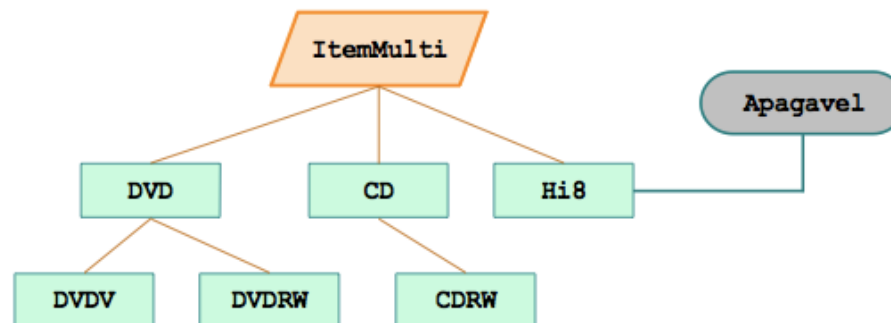 ItemMulti
Apagavel
DVD
CD
Hi8
DVDV
DVDRW
CDRW